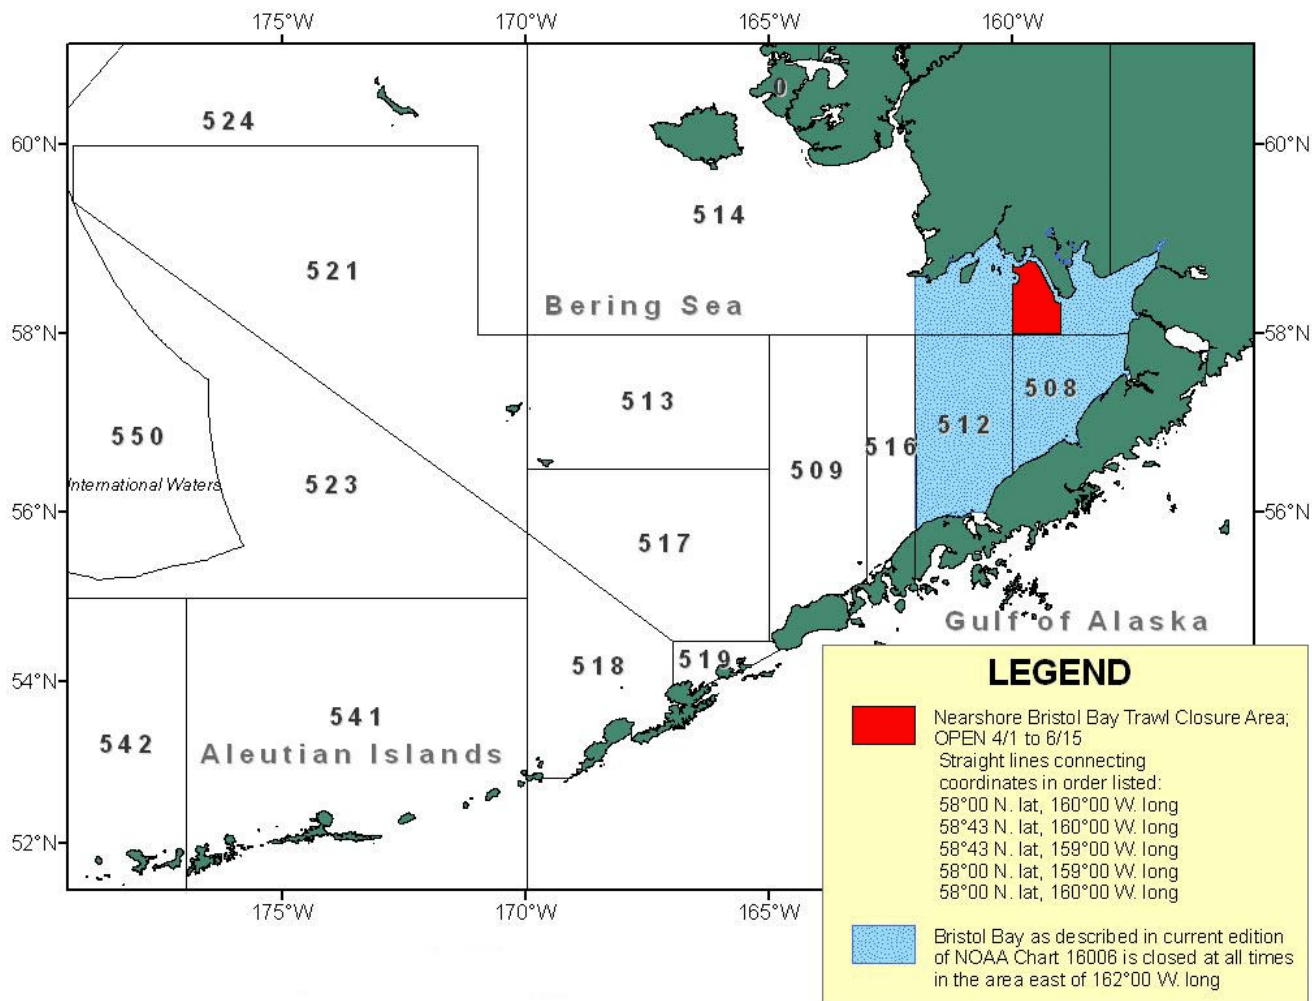 175°W 170°W 165°W 160°W
0
524
60°N 60°N
514
521
Bering Sea
58°N 58°N
508
513
512
550
516
509
International Waters
523
56°N 56°N
517
Gulf of Alaska
519
518
54°N
LEGEND
541
542
Aleutian Islands
Nearshore Bristol Bay Trawl Closure Area;
OPEN 4/1 to 6/15
Straight lines connecting
coordinates in order listed:
58°00 N. lat, 160°00 W. long
58°43 N. lat, 160°00 W. long
58°43 N. lat, 159°00 W. long
58°00 N. lat, 159°00 W. long
58°00 N. lat, 160°00 W. long
52°N
175°W 170°W 165°W
Bristol Bay as described in current edition
of NOAA Chart 16006 is closed at all times
in the area east of 162°00 W. long